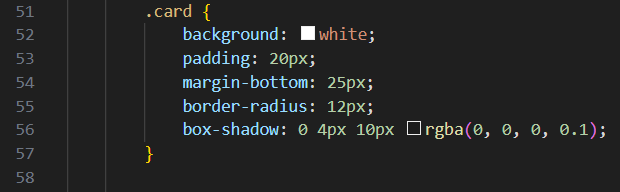 51 .card {
52 background: white;
53 padding: 20px;
54 margin-bottom: 25px;
55 border-radius: 12px;
56 box-shadow: 0 4px 10px rgba(0, 0, 0, 0.1);
57 }
58